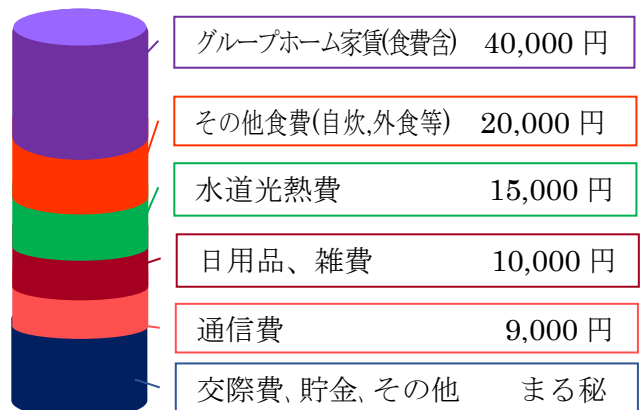 グループホーム家賃(食費含) 40,000 円
その他食費(自炊,外食等) 20,000 円
水道光熱費 15,000 円
日用品、雑費 10,000 円
通信費 9,000 円
交際費、貯金、その他 まる秘